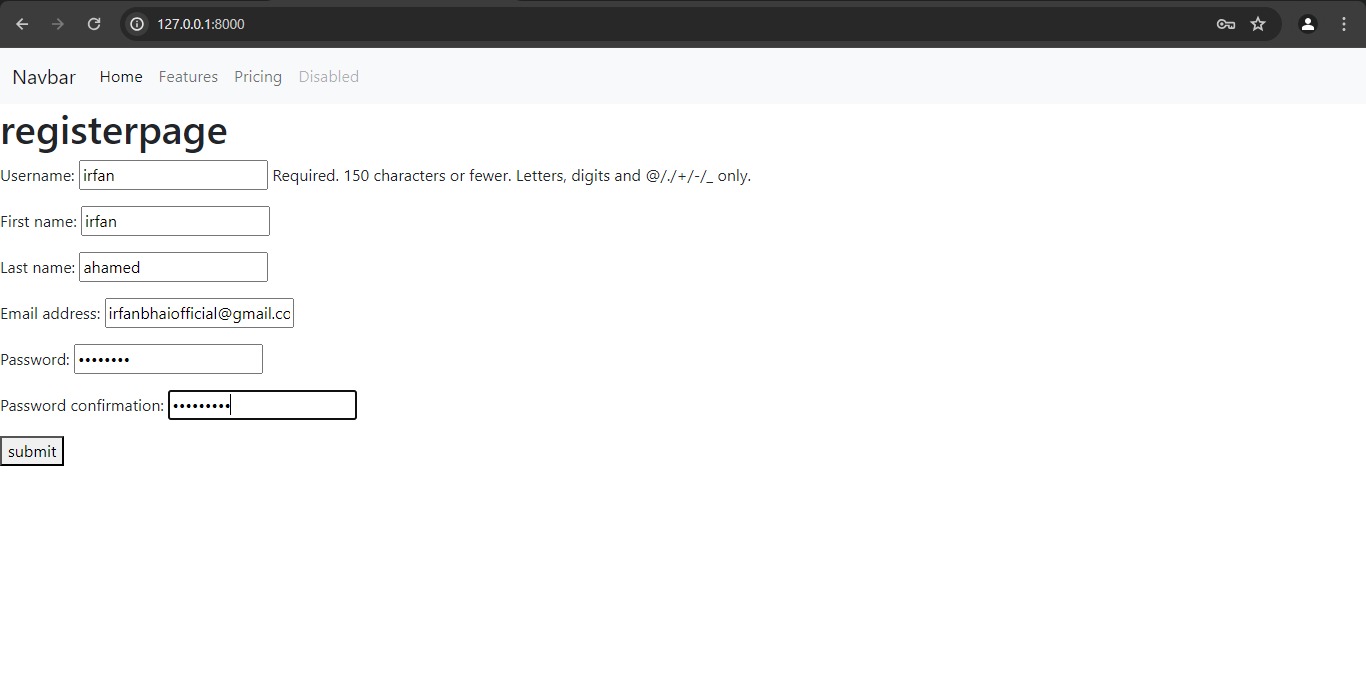 127.0.0.1:8000
Navbar Home Features Pricing Disabled
registerpage
Username: irfan Required. 150 characters or fewer. Letters, digits and @/./+/-/_ only.
First name: irfan
Last name: ahamed
Email address: irfanbhaiofficial@gmail.cc
Password: ••••••••
Password confirmation: •••••••••
submit